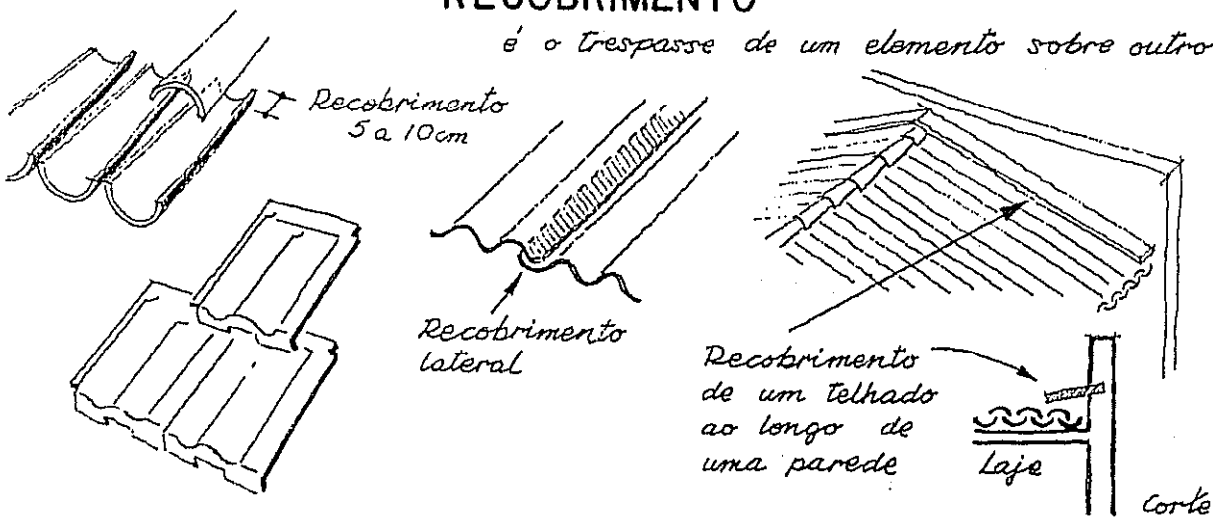 RECOBRIMENTO
é o trespasse de um elemento sobre outro
Recobrimento
5 a 10cm
Recobrimento
lateral
Recobrimento
de um telhado
ao longo de
uma parede
Laje
Corte